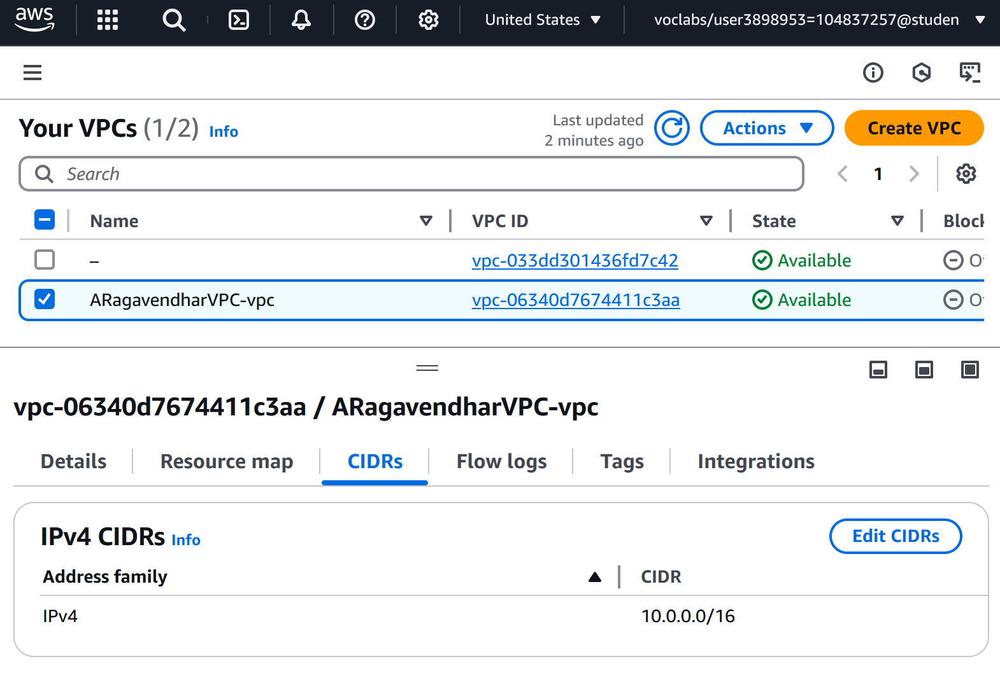 aws
United States
voclabs/user3898953=104837257@studen
Your VPCs (1/2) Info
Last updated
2 minutes ago
Actions
Create VPC
Search
1
Name VPC ID State Block
– vpc-033dd301436fd7c42 Available
ARagavendharVPC-vpc vpc-06340d7674411c3aa Available
vpc-06340d7674411c3aa / ARagavendharVPC-vpc
Details Resource map CIDRs Flow logs Tags Integrations
IPv4 CIDRs Info
Edit CIDRs
Address family CIDR
IPv4 10.0.0.0/16